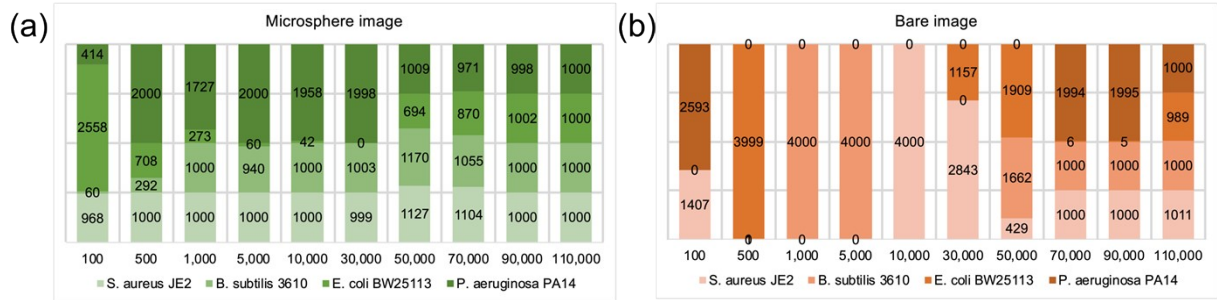 (a)
Microsphere image
414 2000 1727 2000 1958 1998 1009 971 998 1000
2558 708 273 60 42 0 694 870 1002 1000
60 292 1000 940 1000 1003 1170 1055 1000 1000
968 1000 1000 1000 1000 999 1127 1104 1000 1000
100 500 1,000 5,000 10,000 30,000 50,000 70,000 90,000 110,000
S. aureus JE2 B. subtilis 3610 E. coli BW25113 P. aeruginosa PA14
(b)
Bare image
0 0 0 0 0 0
2593 3999 4000 4000 4000 1157 1909 1994 1995 1000
0 0 1662 6 5 989
1407 2843 1000 1000 1000
0 0 429 1000 1000 1011
100 500 1,000 5,000 10,000 30,000 50,000 70,000 90,000 110,000
S. aureus JE2 B. subtilis 3610 E. coli BW25113 P. aeruginosa PA14